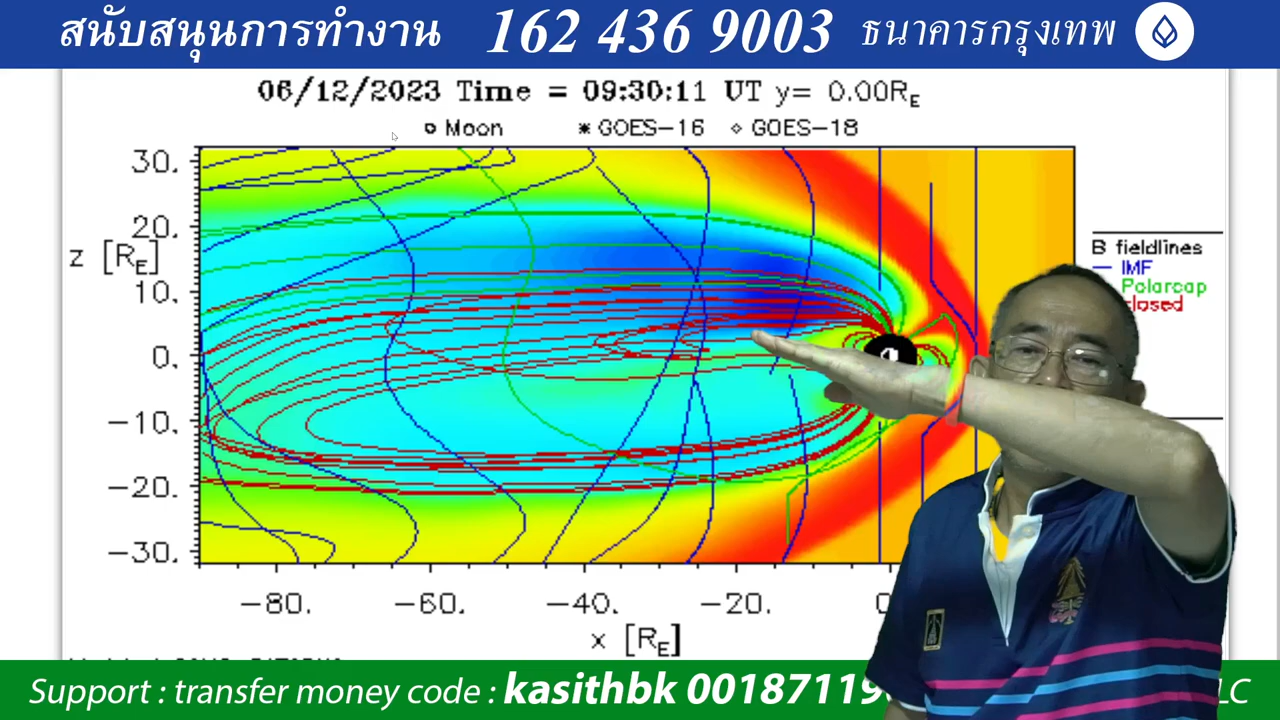 สนับสนุนการทำงาน 162 436 9003 ธนาคารกรุงเทพ
06/12/2023 Time = 09:30:11 UT y= 0.00RE
Moon GOES-16 GOES-18
30.
20.
z [RE]
10.
0.
-10.
-20.
-30.
B fieldlines
IMF
Polarcap
closed
-80. -60. -40. -20. 0
x [RE]
Support : transfer money code : kasithbk 00187119 LC